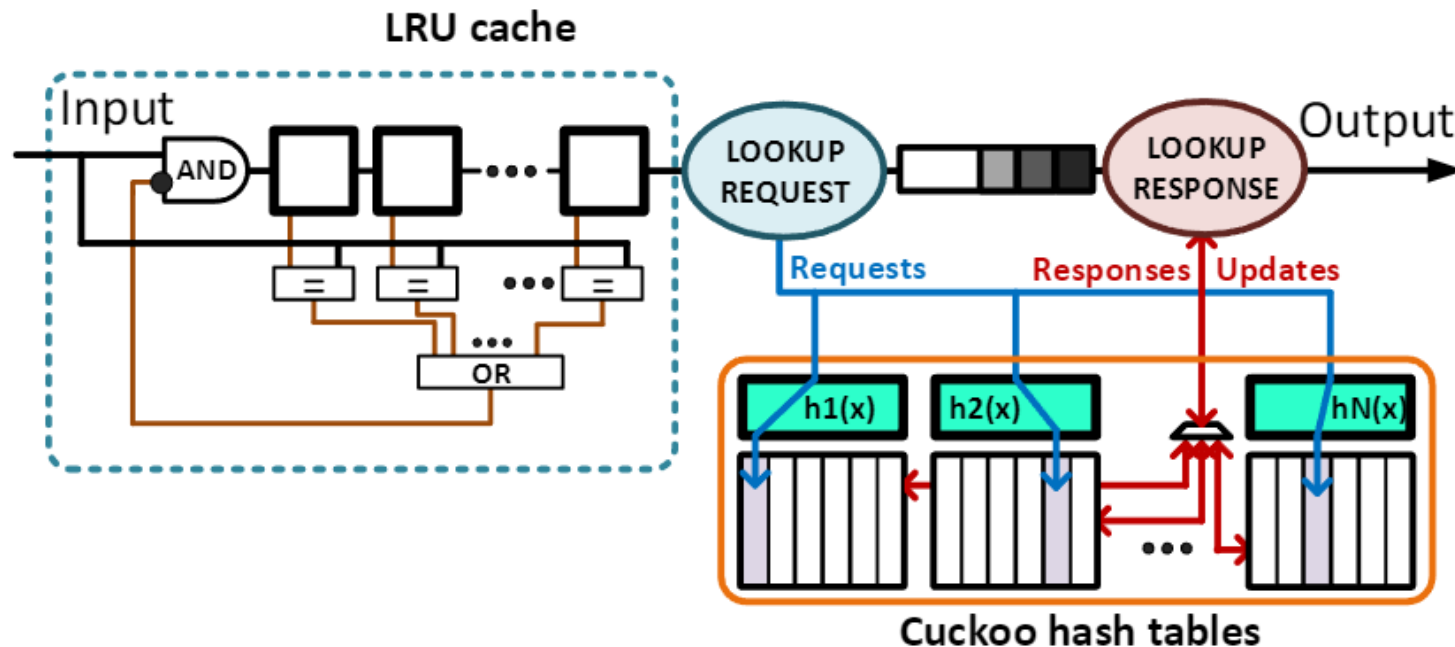 LRU cache
Input
Output
AND
LOOKUP
REQUEST
LOOKUP
RESPONSE
= = =
OR
Requests
Responses Updates
h1(x) h2(x) hN(x)
Cuckoo hash tables